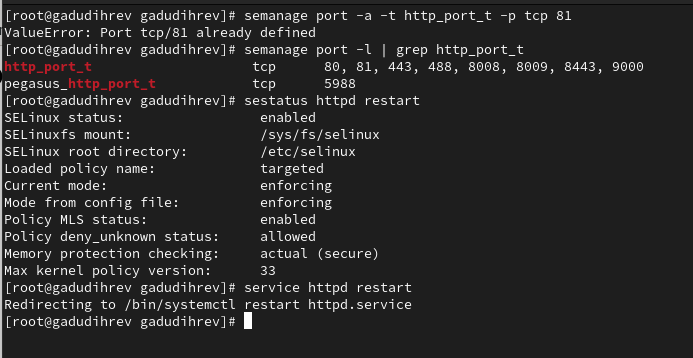 [root@gadudihrev gadudihrev]# semanage port -a -t http_port_t -p tcp 81
ValueError: Port tcp/81 already defined
[root@gadudihrev gadudihrev]# semanage port -l | grep http_port_t
http_port_t                    tcp      80, 81, 443, 488, 8008, 8009, 8443, 9000
pegasus_http_port_t            tcp      5988
[root@gadudihrev gadudihrev]# sestatus httpd restart
SELinux status:                 enabled
SELinuxfs mount:                /sys/fs/selinux
SELinux root directory:         /etc/selinux
Loaded policy name:             targeted
Current mode:                   enforcing
Mode from config file:          enforcing
Policy MLS status:              enabled
Policy deny_unknown status:     allowed
Memory protection checking:     actual (secure)
Max kernel policy version:      33
[root@gadudihrev gadudihrev]# service httpd restart
Redirecting to /bin/systemctl restart httpd.service
[root@gadudihrev gadudihrev]#